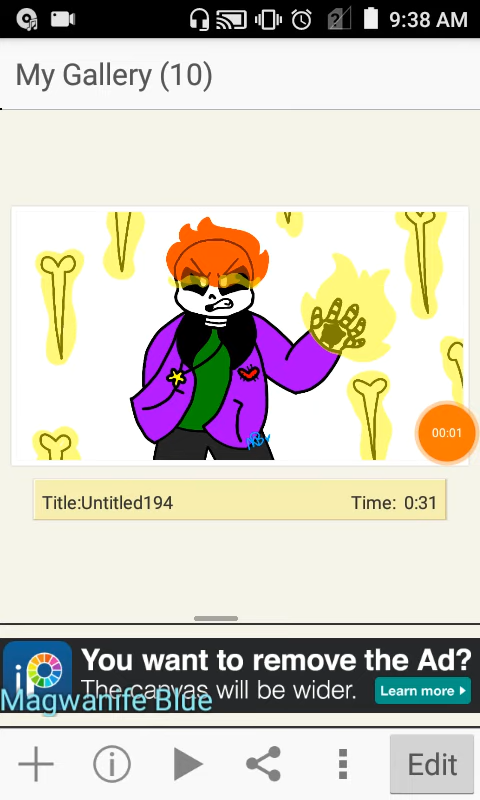 9:38 AM
My Gallery (10)
00:01
Title:Untitled194
Time: 0:31
You want to remove the Ad?
The canvas will be wider.
Learn more
Magwanife Blue
Edit